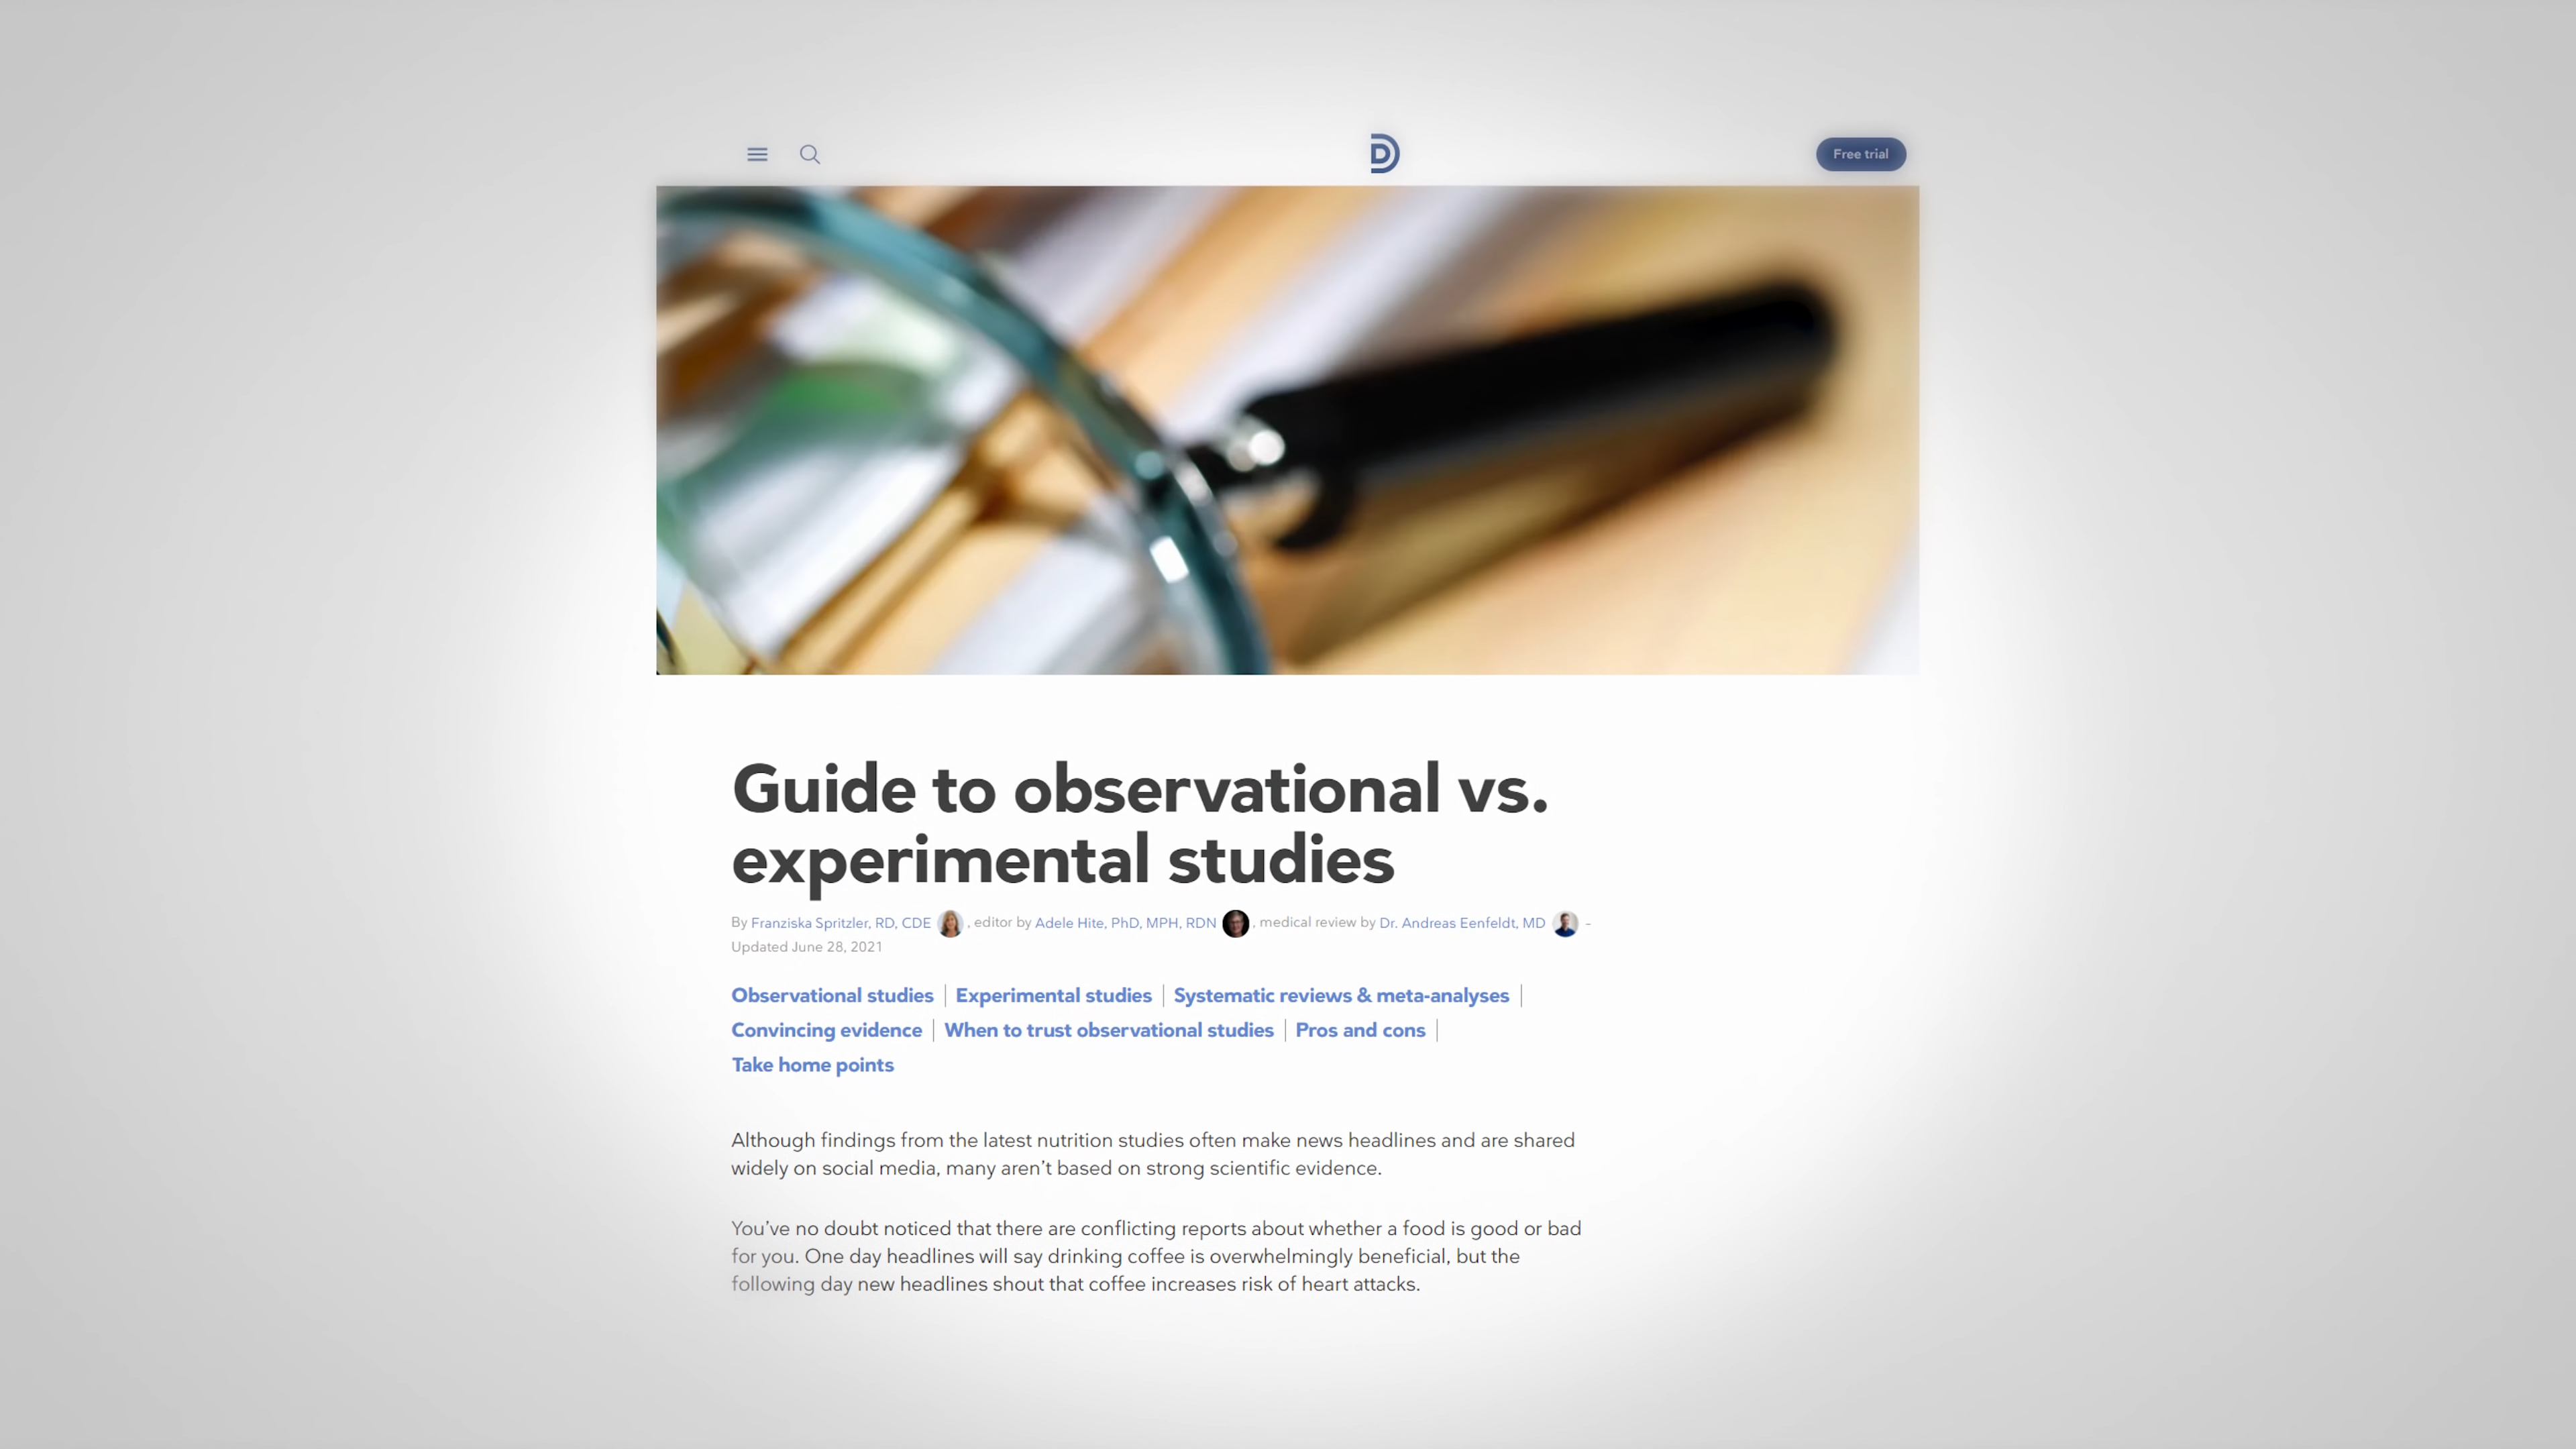 Free trial
Guide to observational vs.
experimental studies
By Franziska Spritzler, RD, CDE , editor by Adele Hite, PhD, MPH, RDN , medical review by Dr. Andreas Eenfeldt, MD –
Updated June 28, 2021
Observational studies | Experimental studies | Systematic reviews & meta-analyses |
Convincing evidence | When to trust observational studies | Pros and cons |
Take home points
Although findings from the latest nutrition studies often make news headlines and are shared
widely on social media, many aren’t based on strong scientific evidence.
You’ve no doubt noticed that there are conflicting reports about whether a food is good or bad
for you. One day headlines will say drinking coffee is overwhelmingly beneficial, but the
following day new headlines shout that coffee increases risk of heart attacks.